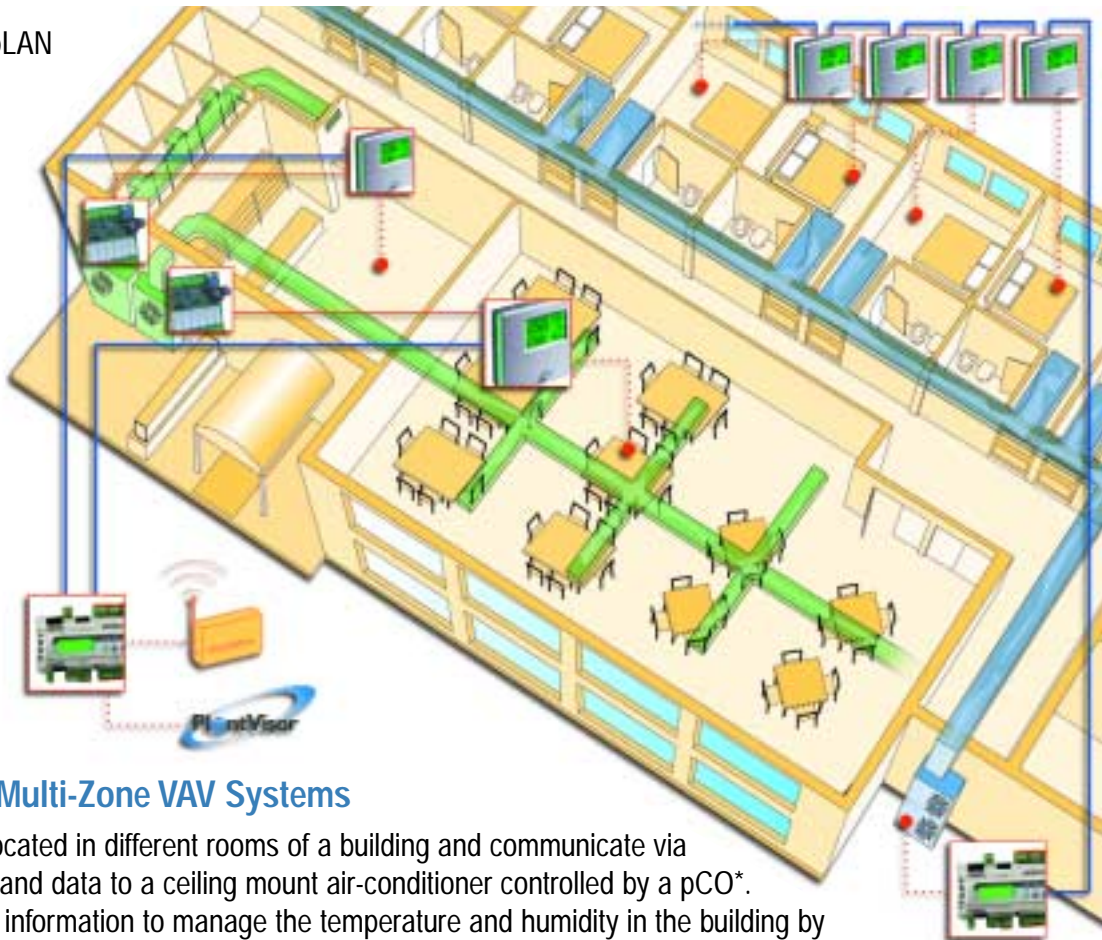 pLAN
PlantVisor
Multi-Zone VAV Systems
ocated in different rooms of a building and communicate via
and data to a ceiling mount air-conditioner controlled by a pCO*.
information to manage the temperature and humidity in the building by